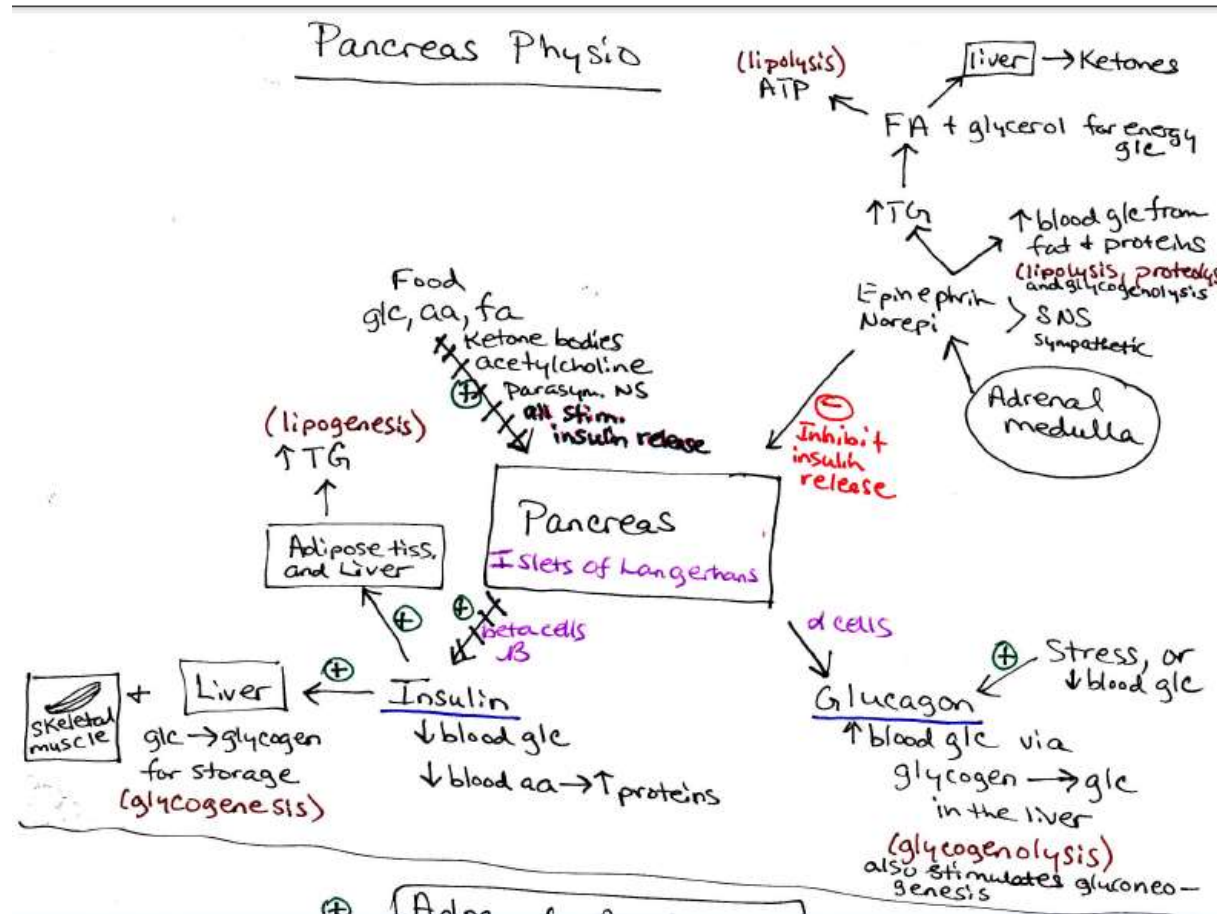 Pancreas Physio
(lipolysis)
ATP
liver → Ketones
FA + glycerol for energy
glc
↑TG
↑ blood glc from
fat + proteins
(lipolysis, proteolys
and glycogenolysis
Epinephrin
Norepi
SNS
sympathetic
Adrenal
medulla
Food
glc, aa, fa
Ketone bodies
acetylcholine
Parasym. NS
all stim.
insulin release
+
−
Inhibit
insulin
release
(lipogenesis)
↑TG
Adipose tiss.
and Liver
Pancreas
Islets of Langerhans
+
+
beta cells
β
α cells
Skeletal
muscle
+
Liver
+
glc → glycogen
for storage
(glycogenesis)
Insulin
↓blood glc
↓blood aa → ↑ proteins
+
Stress, or
↓blood glc
Glucagon
↑blood glc via
glycogen → glc
in the liver
(glycogenolysis)
also stimulates gluconeo-
genesis
+